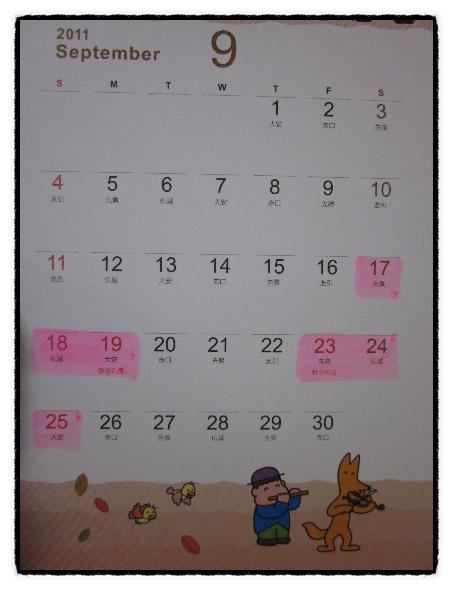 2011
September 9
S M T W T F S
1 2 3
大安 赤口 先勝
4 5 6 7 8 9 10
友引 先負 仏滅 大安 赤口 先勝 友引
11 12 13 14 15 16 17
先負 仏滅 大安 赤口 先勝 友引 先負
18 19 20 21 22 23 24
仏滅 大安 赤口 先勝 友引 先負 仏滅
敬老の日 秋分の日
25 26 27 28 29 30
大安 赤口 先負 仏滅 大安 赤口